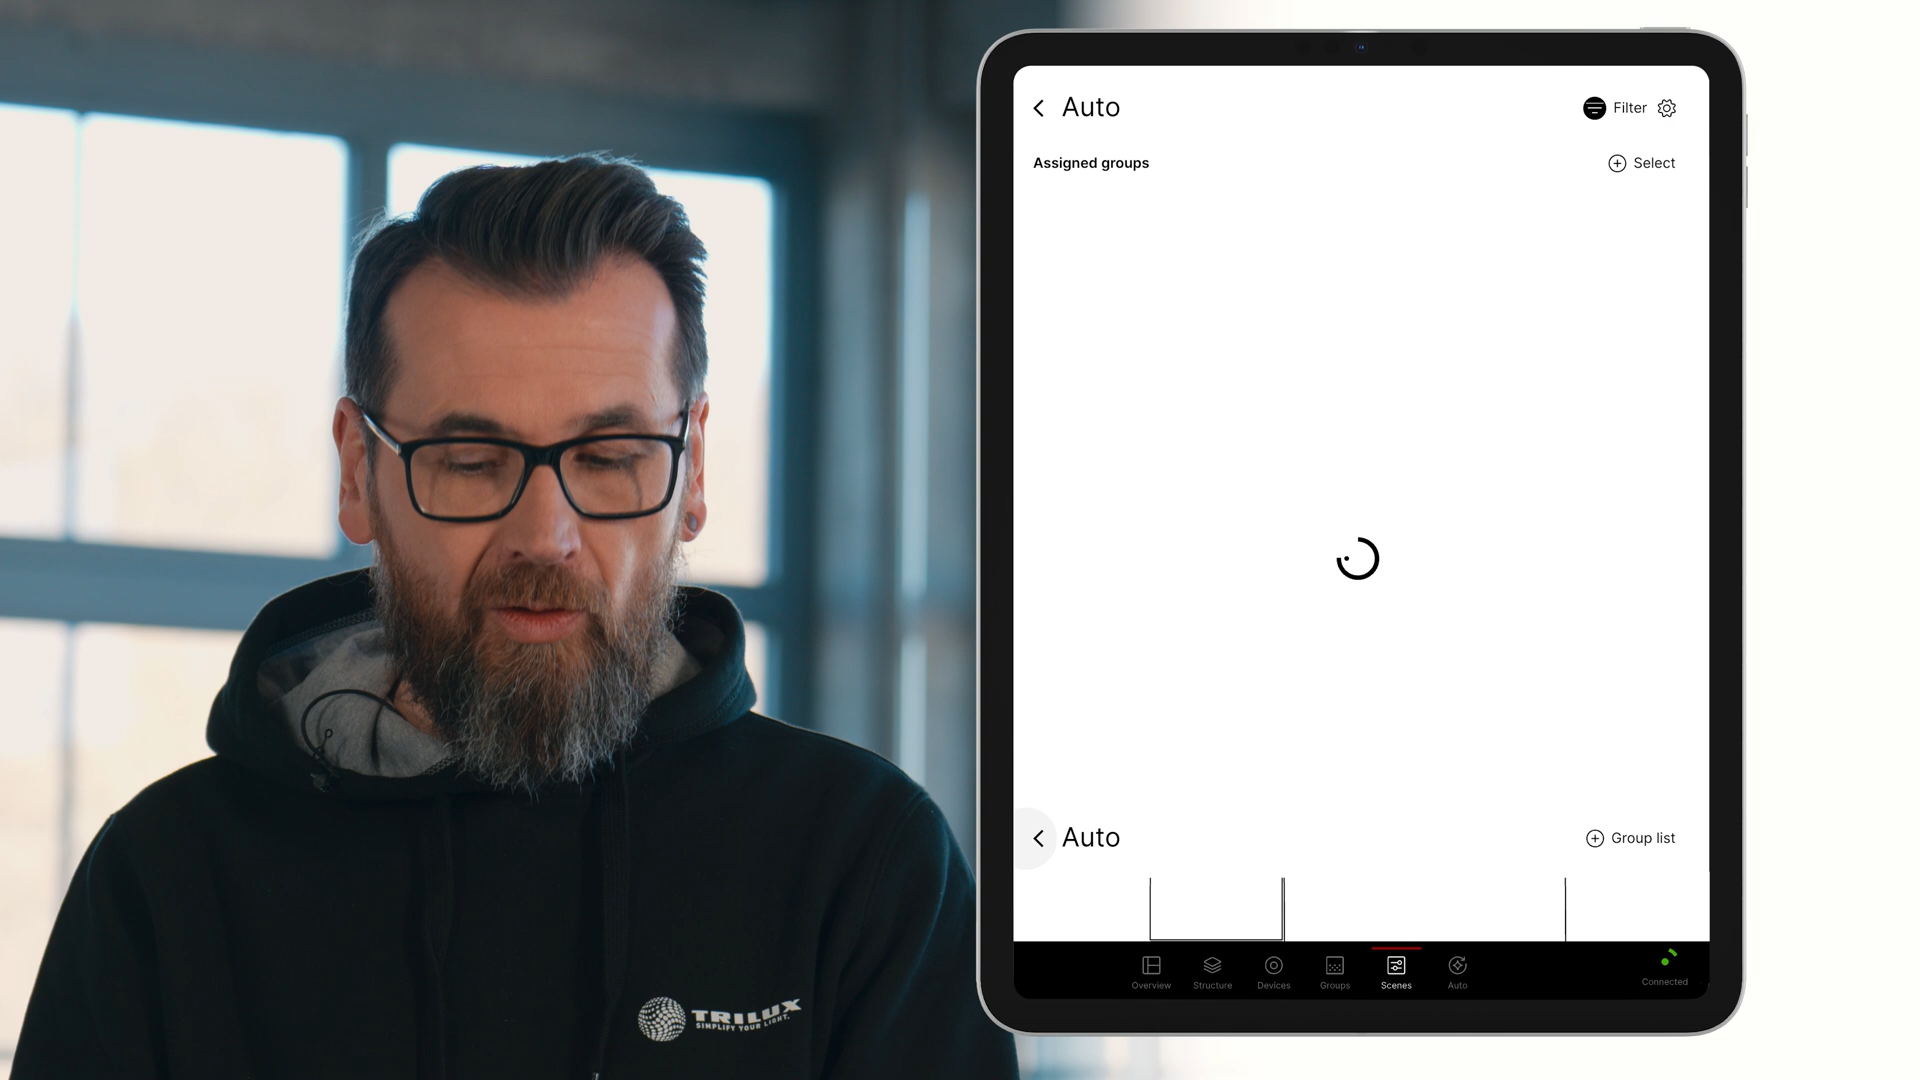 Auto
Filter
Assigned groups
Select
Auto
Group list
Overview
Structure
Devices
Groups
Scenes
Auto
Connected
TRILUX
SIMPLIFY YOUR LIGHT.